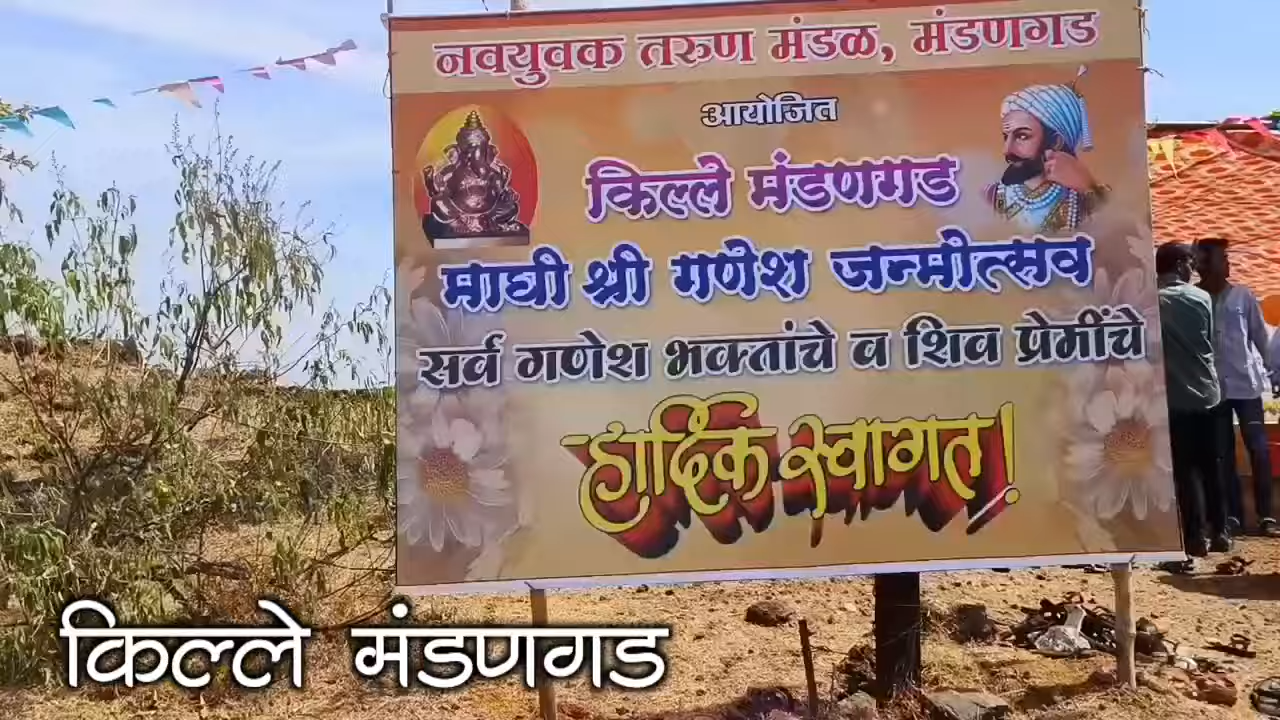 नवयुवक तरुण मंडळ, मंडणगड
आयोजित
किल्ले मंडणगड
माघी श्री गणेश जन्मोत्सव
सर्व गणेश भक्तांचे व शिव प्रेमींचे
हार्दिक स्वागत!
किल्ले मंडणगड